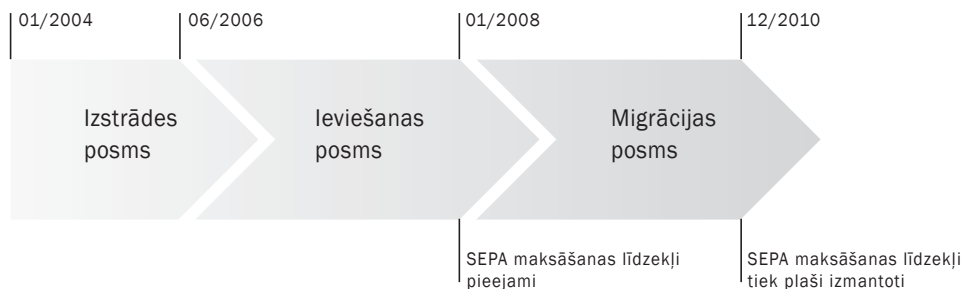 01/2004
06/2006
01/2008
12/2010
Izstrādes
posms
Ieviešanas
posms
Migrācijas
posms
SEPA maksāšanas līdzekļi
pieejami
SEPA maksāšanas līdzekļi
tiek plaši izmantoti